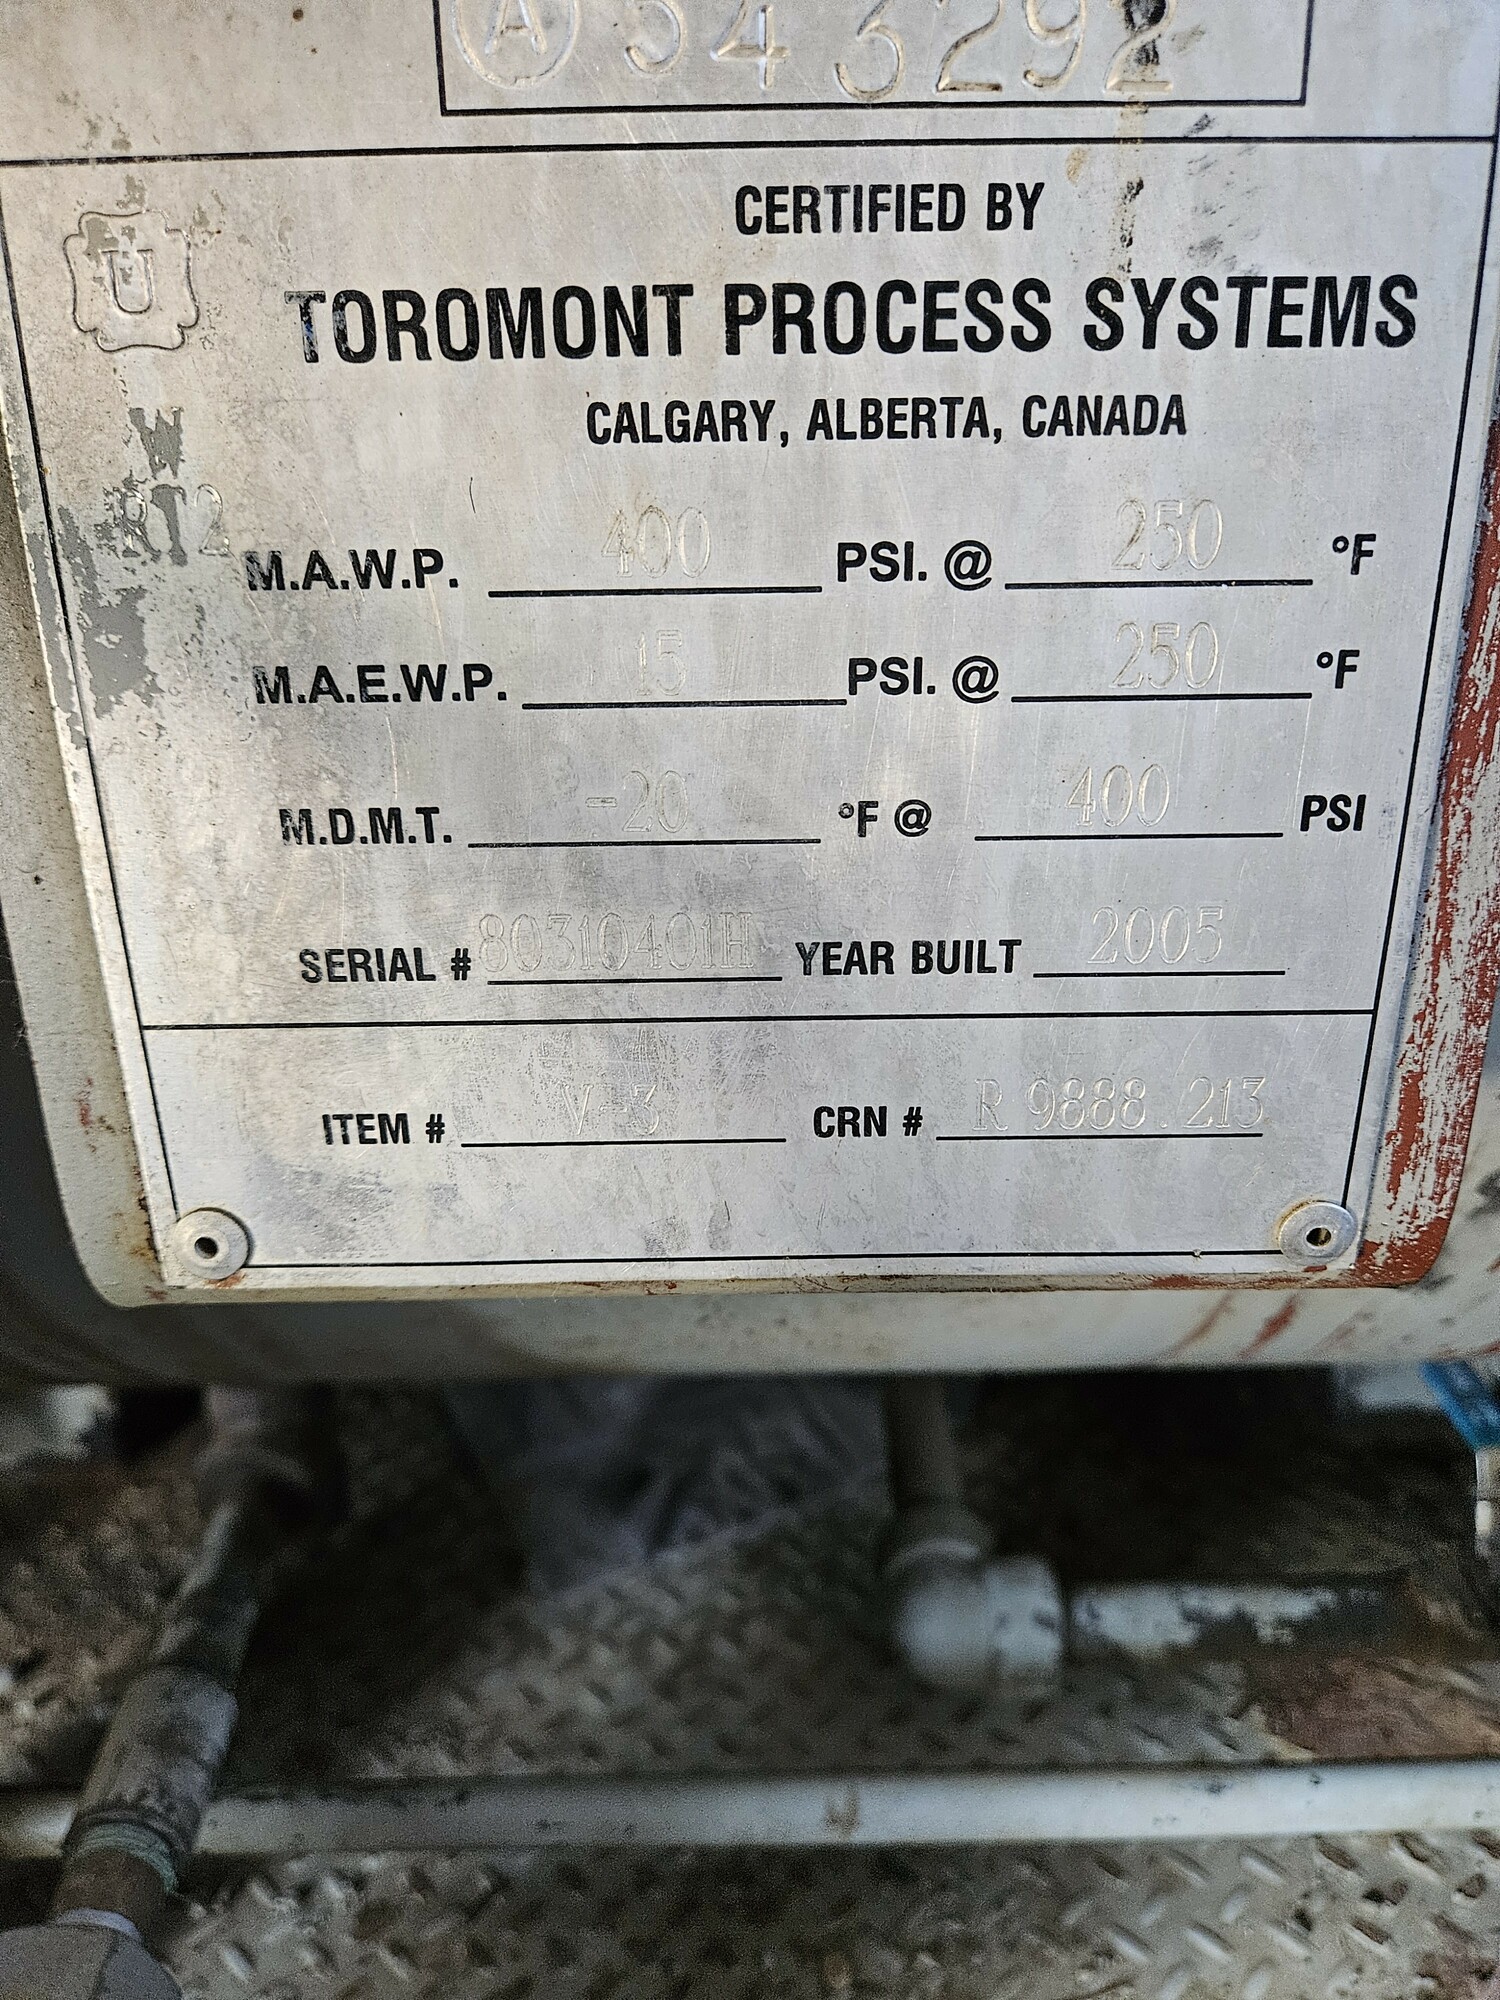 A 543292
CERTIFIED BY
U
TOROMONT PROCESS SYSTEMS
CALGARY, ALBERTA, CANADA
W
RT2
M.A.W.P. 400 PSI. @ 250 °F
M.A.E.W.P. 15 PSI. @ 250 °F
M.D.M.T. -20 °F @ 400 PSI
SERIAL # 80310401H YEAR BUILT 2005
ITEM # V-3 CRN # R 9888.213